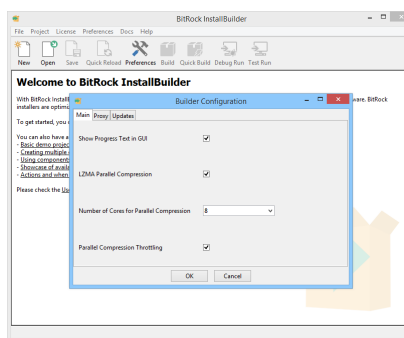 BitRock InstallBuilder
File Project License Preferences Docs Help
New Open Save Quick Reload Preferences Build Quick Build Debug Run Test Run
Welcome to BitRock InstallBuilder
With BitRock Install
ware. BitRock
installers are optimi
To get started, you
You can also have a
- Basic demo projec
- Creating multiple
- Using component
- Showcase of availa
- Actions and when
Please check the Us
Builder Configuration
Main Proxy Updates
Show Progress Text in GUI
LZMA Parallel Compression
Number of Cores for Parallel Compression 8
Parallel Compression Throttling
OK Cancel